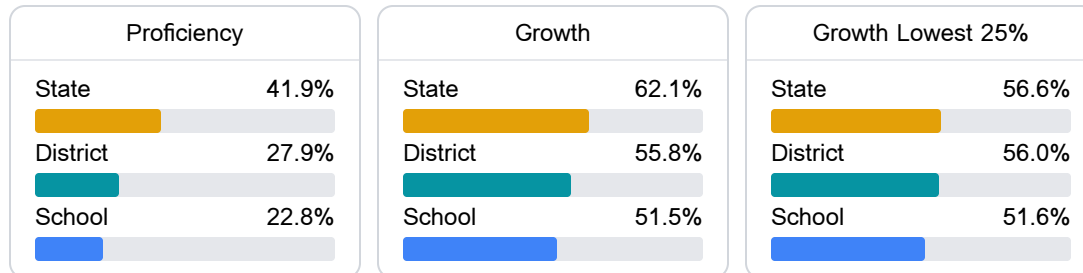 Proficiency
State 41.9%
District 27.9%
School 22.8%
Growth
State 62.1%
District 55.8%
School 51.5%
Growth Lowest 25%
State 56.6%
District 56.0%
School 51.6%